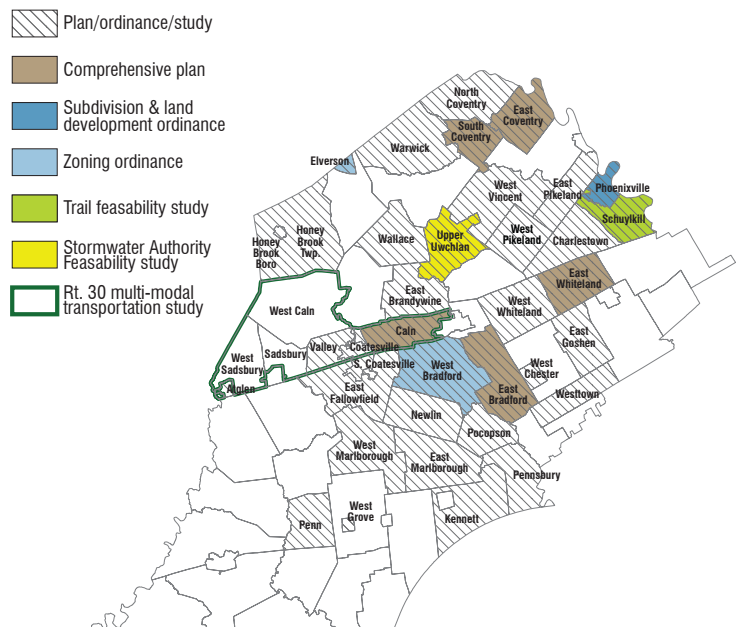 Plan/ordinance/study
Comprehensive plan
Subdivision & land
development ordinance
Zoning ordinance
Trail feasability study
Stormwater Authority
Feasability study
Rt. 30 multi-modal
transportation study
North
Coventry
East
Coventry
South
Coventry
Warwick
Elverson
West
Vincent
East
Pikeland
Phoenixville
Schuylkill
Honey
Brook
Twp.
Honey
Brook
Boro
Wallace
Upper
Uwchlan
West
Pikeland
Charlestown
East
Whiteland
East
Brandywine
West Caln
West
Whiteland
Caln
East
Goshen
Valley
Coatesville
Sadsbury
West
Sadsbury
S. Coatesville
West
Bradford
West
Chester
Atglen
East
Fallowfield
East
Bradford
Westtown
Newlin
Pocopson
West
Marlborough
East
Marlborough
Pennsbury
West
Grove
Penn
Kennett